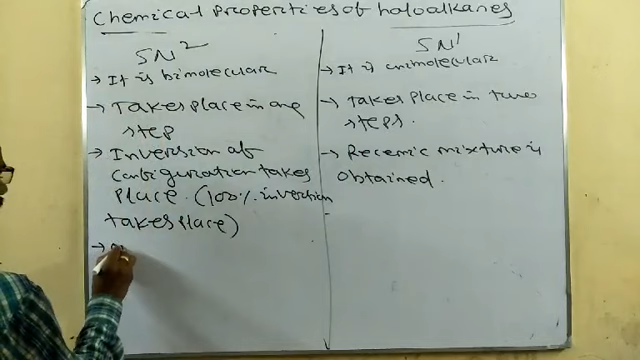 Chemical properties of haloalkanes
SN2
→ It is bimolecular
→ Takes place in one
step
→ Inversion of
Configuration takes
place. (100% inversion
takes place)
→
SN1
→ It is unimolecular
→ Takes place in two
steps.
→ Recemic mixture is
obtained.